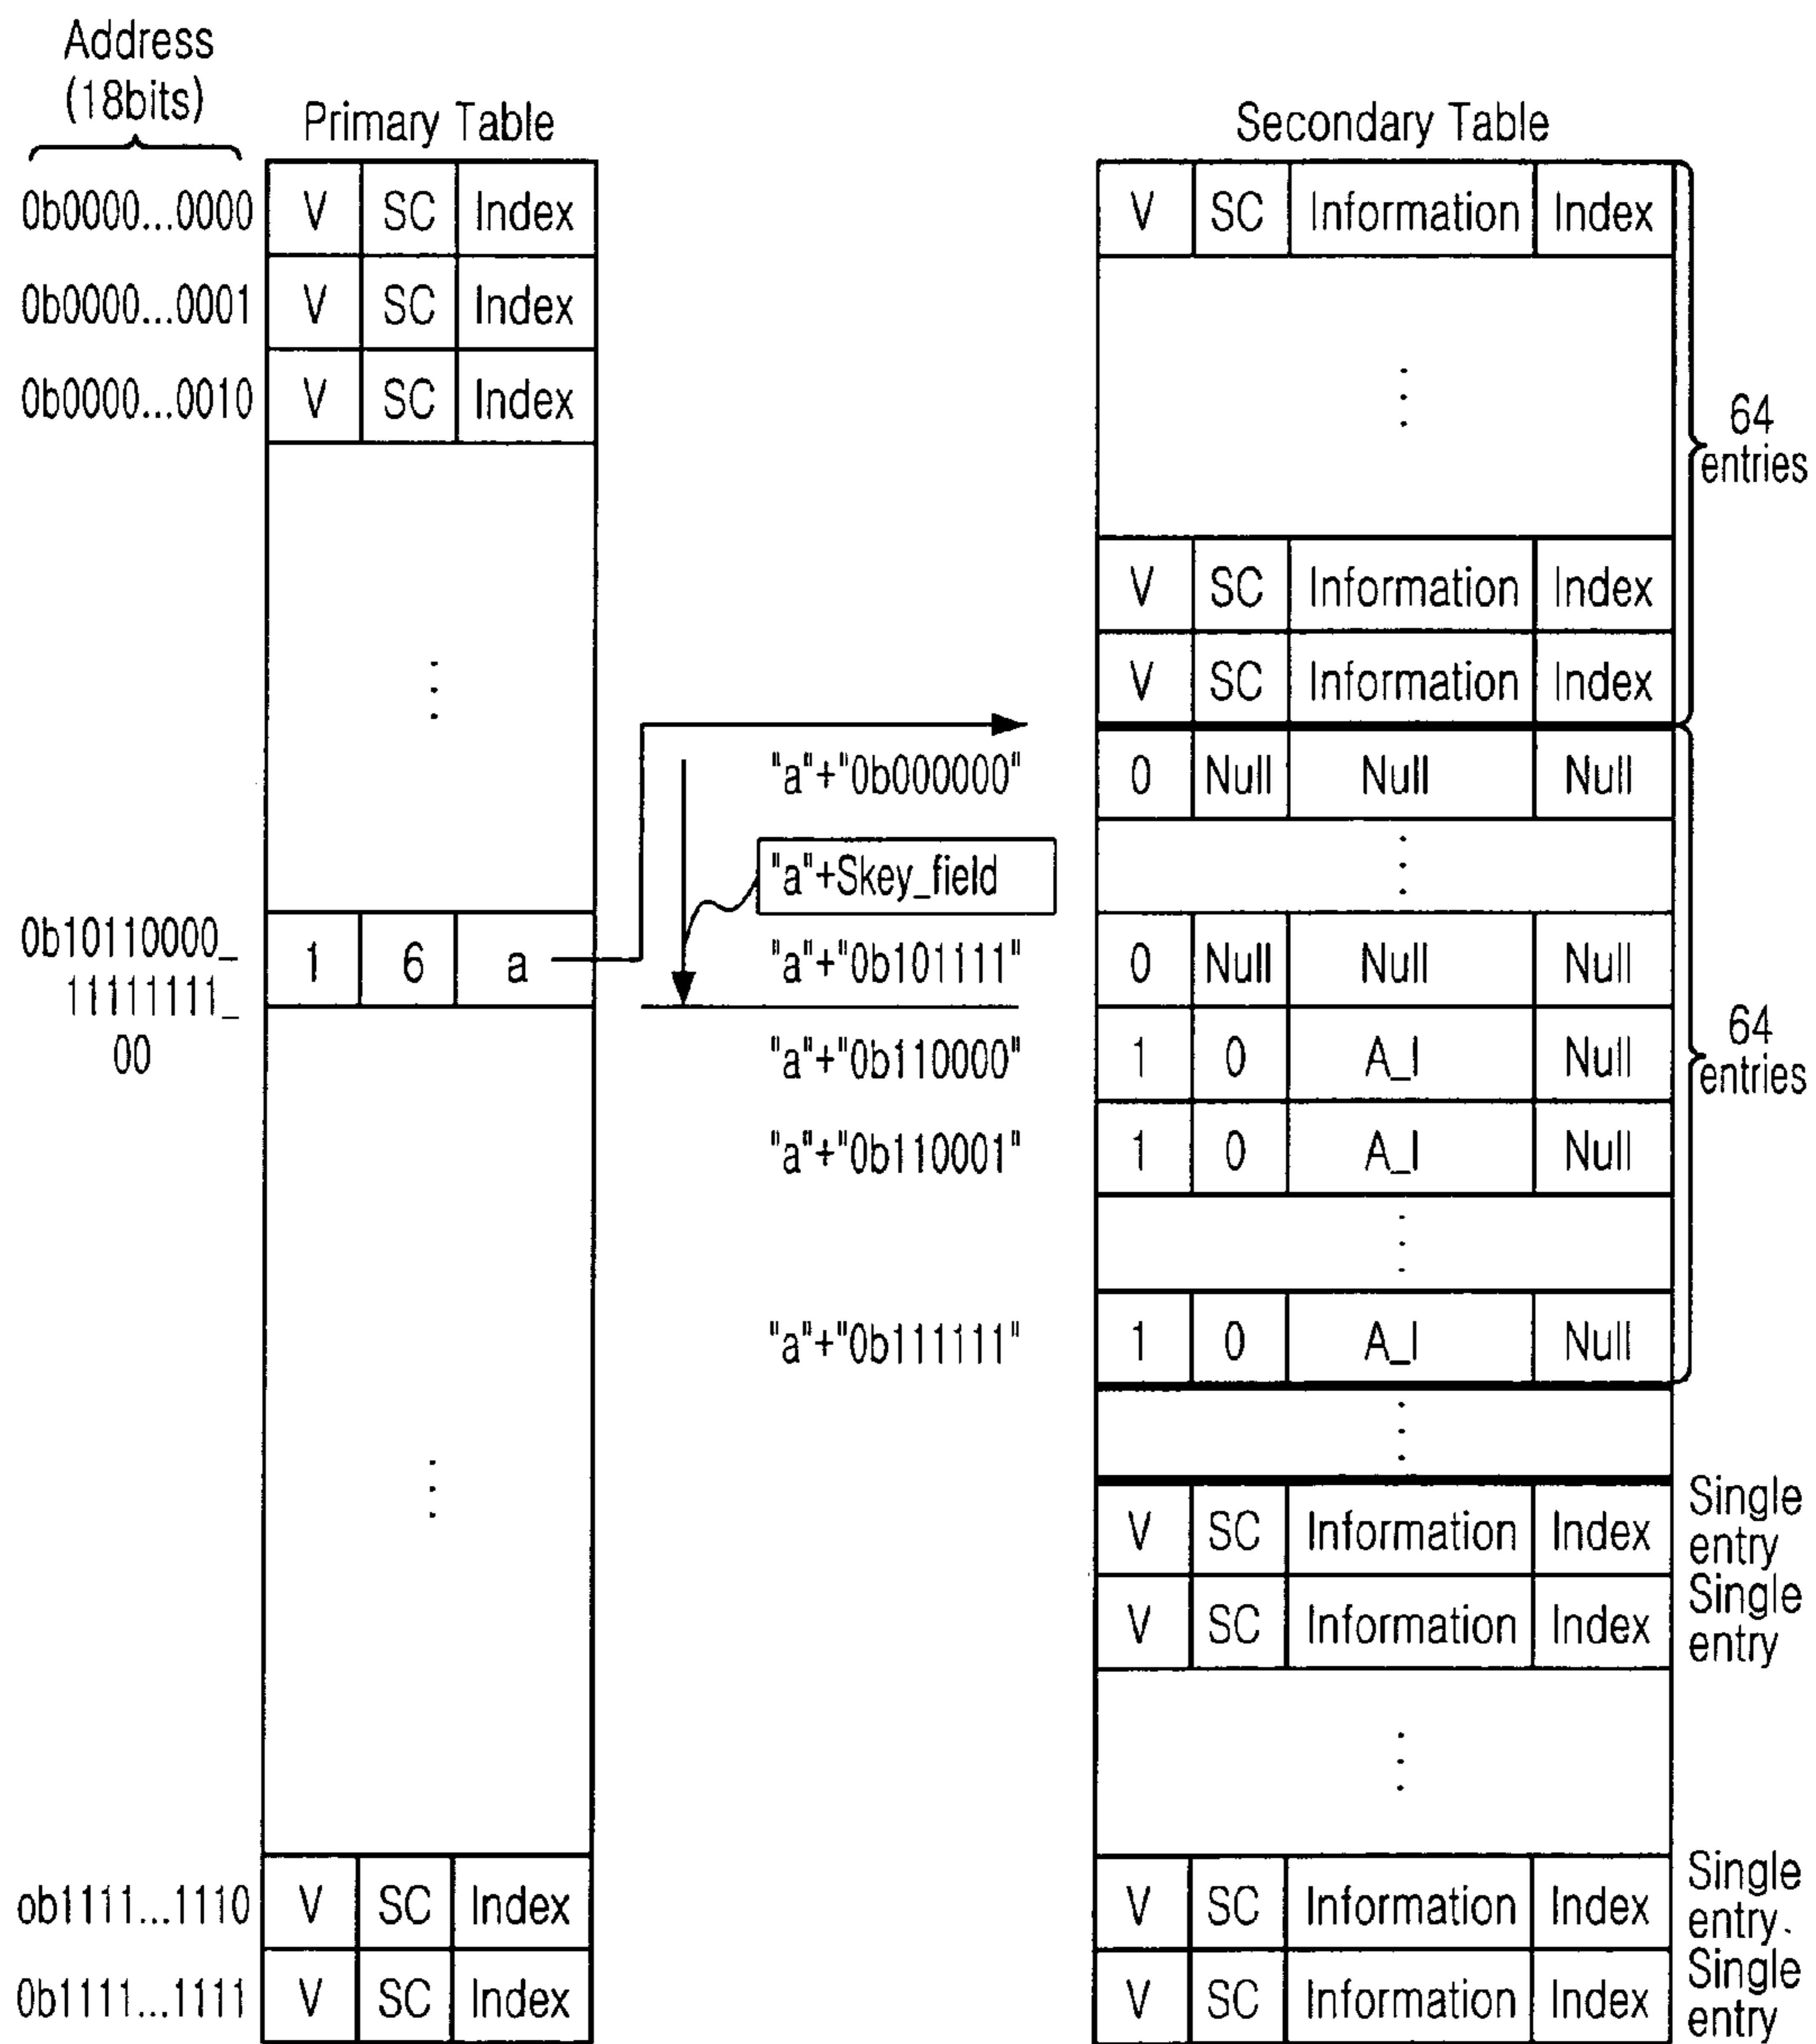 Address
(18bits)
Primary Table
Secondary Table
0b0000...0000 V SC Index
V SC Information Index
0b0000...0001 V SC Index
0b0000...0010 V SC Index
64
entries
V SC Information Index
V SC Information Index
"a"+"0b000000" 0 Null Null Null
"a"+Skey_field
0b10110000_
11111111_
00
1 6 a
"a"+"0b101111" 0 Null Null Null
"a"+"0b110000" 1 0 A_I Null
64
entries
"a"+"0b110001" 1 0 A_I Null
"a"+"0b111111" 1 0 A_I Null
V SC Information Index
Single
entry
V SC Information Index
Single
entry
ob1111...1110 V SC Index
V SC Information Index
Single
entry
0b1111...1111 V SC Index
V SC Information Index
Single
entry